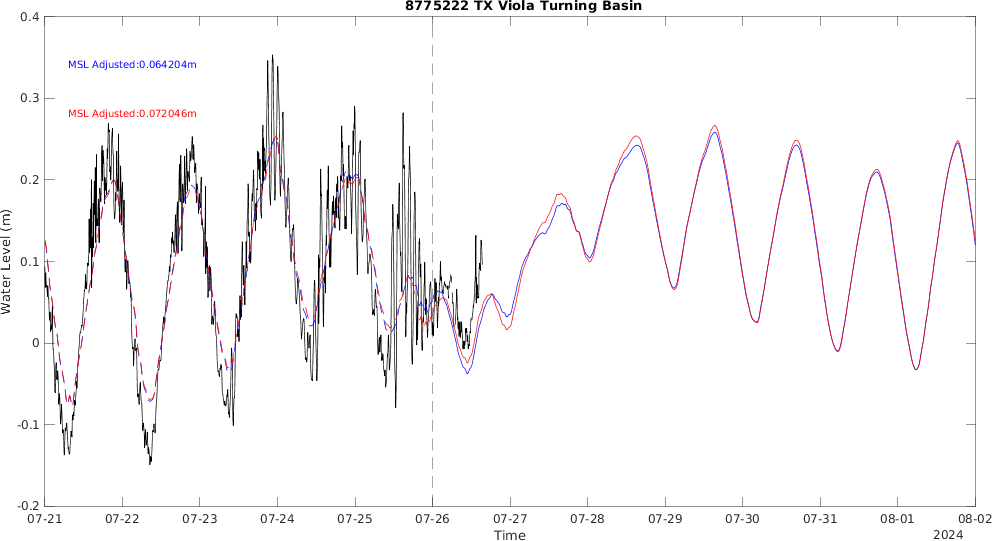 8775222 TX Viola Turning Basin
0.4
MSL Adjusted:0.064204m
0.3
MSL Adjusted:0.072046m
0.2
Water Level (m)
0.1
0
-0.1
-0.2
07-21 07-22 07-23 07-24 07-25 07-26 07-27 07-28 07-29 07-30 07-31 08-01 08-02
Time
2024